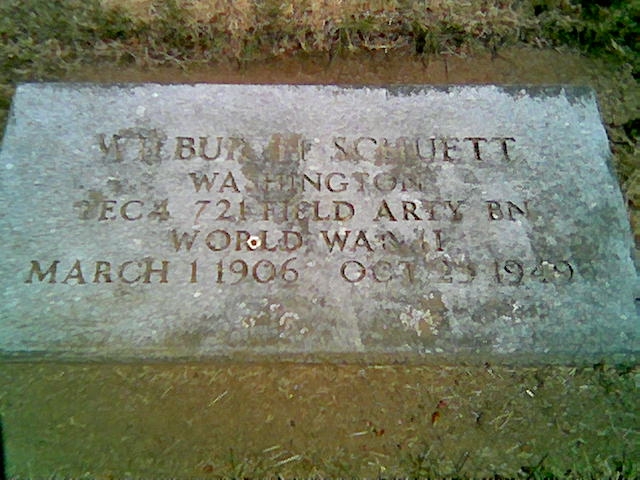 WILBUR H SCHUETT
WASHINGTON
TEC4 721 FIELD ARTY BN
WORLD WAR II
MARCH 1 1906 OCT 25 1949